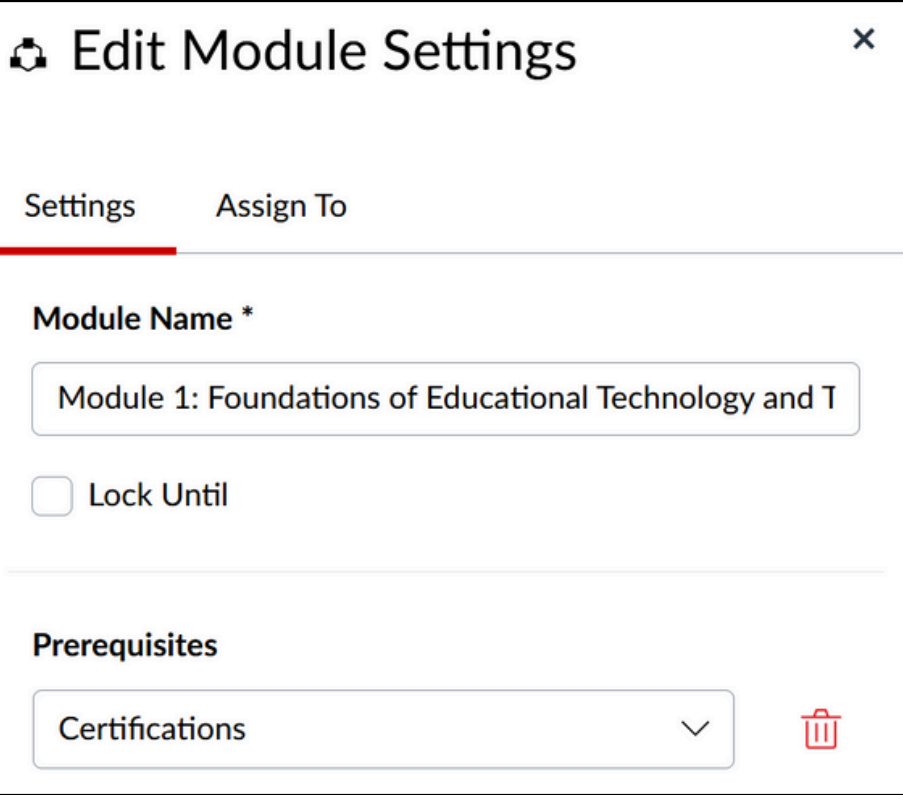 Edit Module Settings
Settings Assign To
Module Name *
Module 1: Foundations of Educational Technology and T
Lock Until
Prerequisites
Certifications